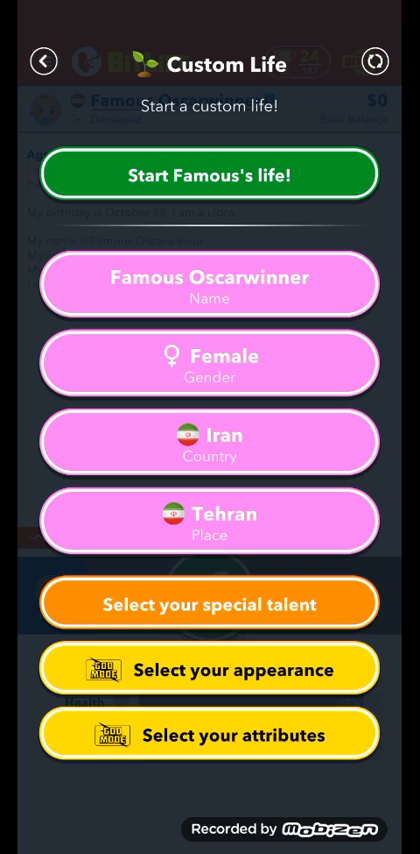 Custom Life
Start a custom life!
Start Famous's life!
Famous Oscarwinner
Name
Female
Gender
Iran
Country
Tehran
Place
Select your special talent
GOD MODE Select your appearance
GOD MODE Select your attributes
Recorded by mobizen